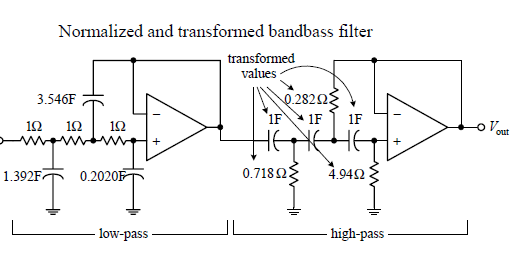 Normalized and transformed bandbass filter
transformed
values
3.546F
0.282Ω
1Ω 1Ω 1Ω
1F 1F 1F
−
+
−
+
V out
1.392F
0.2020F
0.718Ω
4.94Ω
low-pass
high-pass